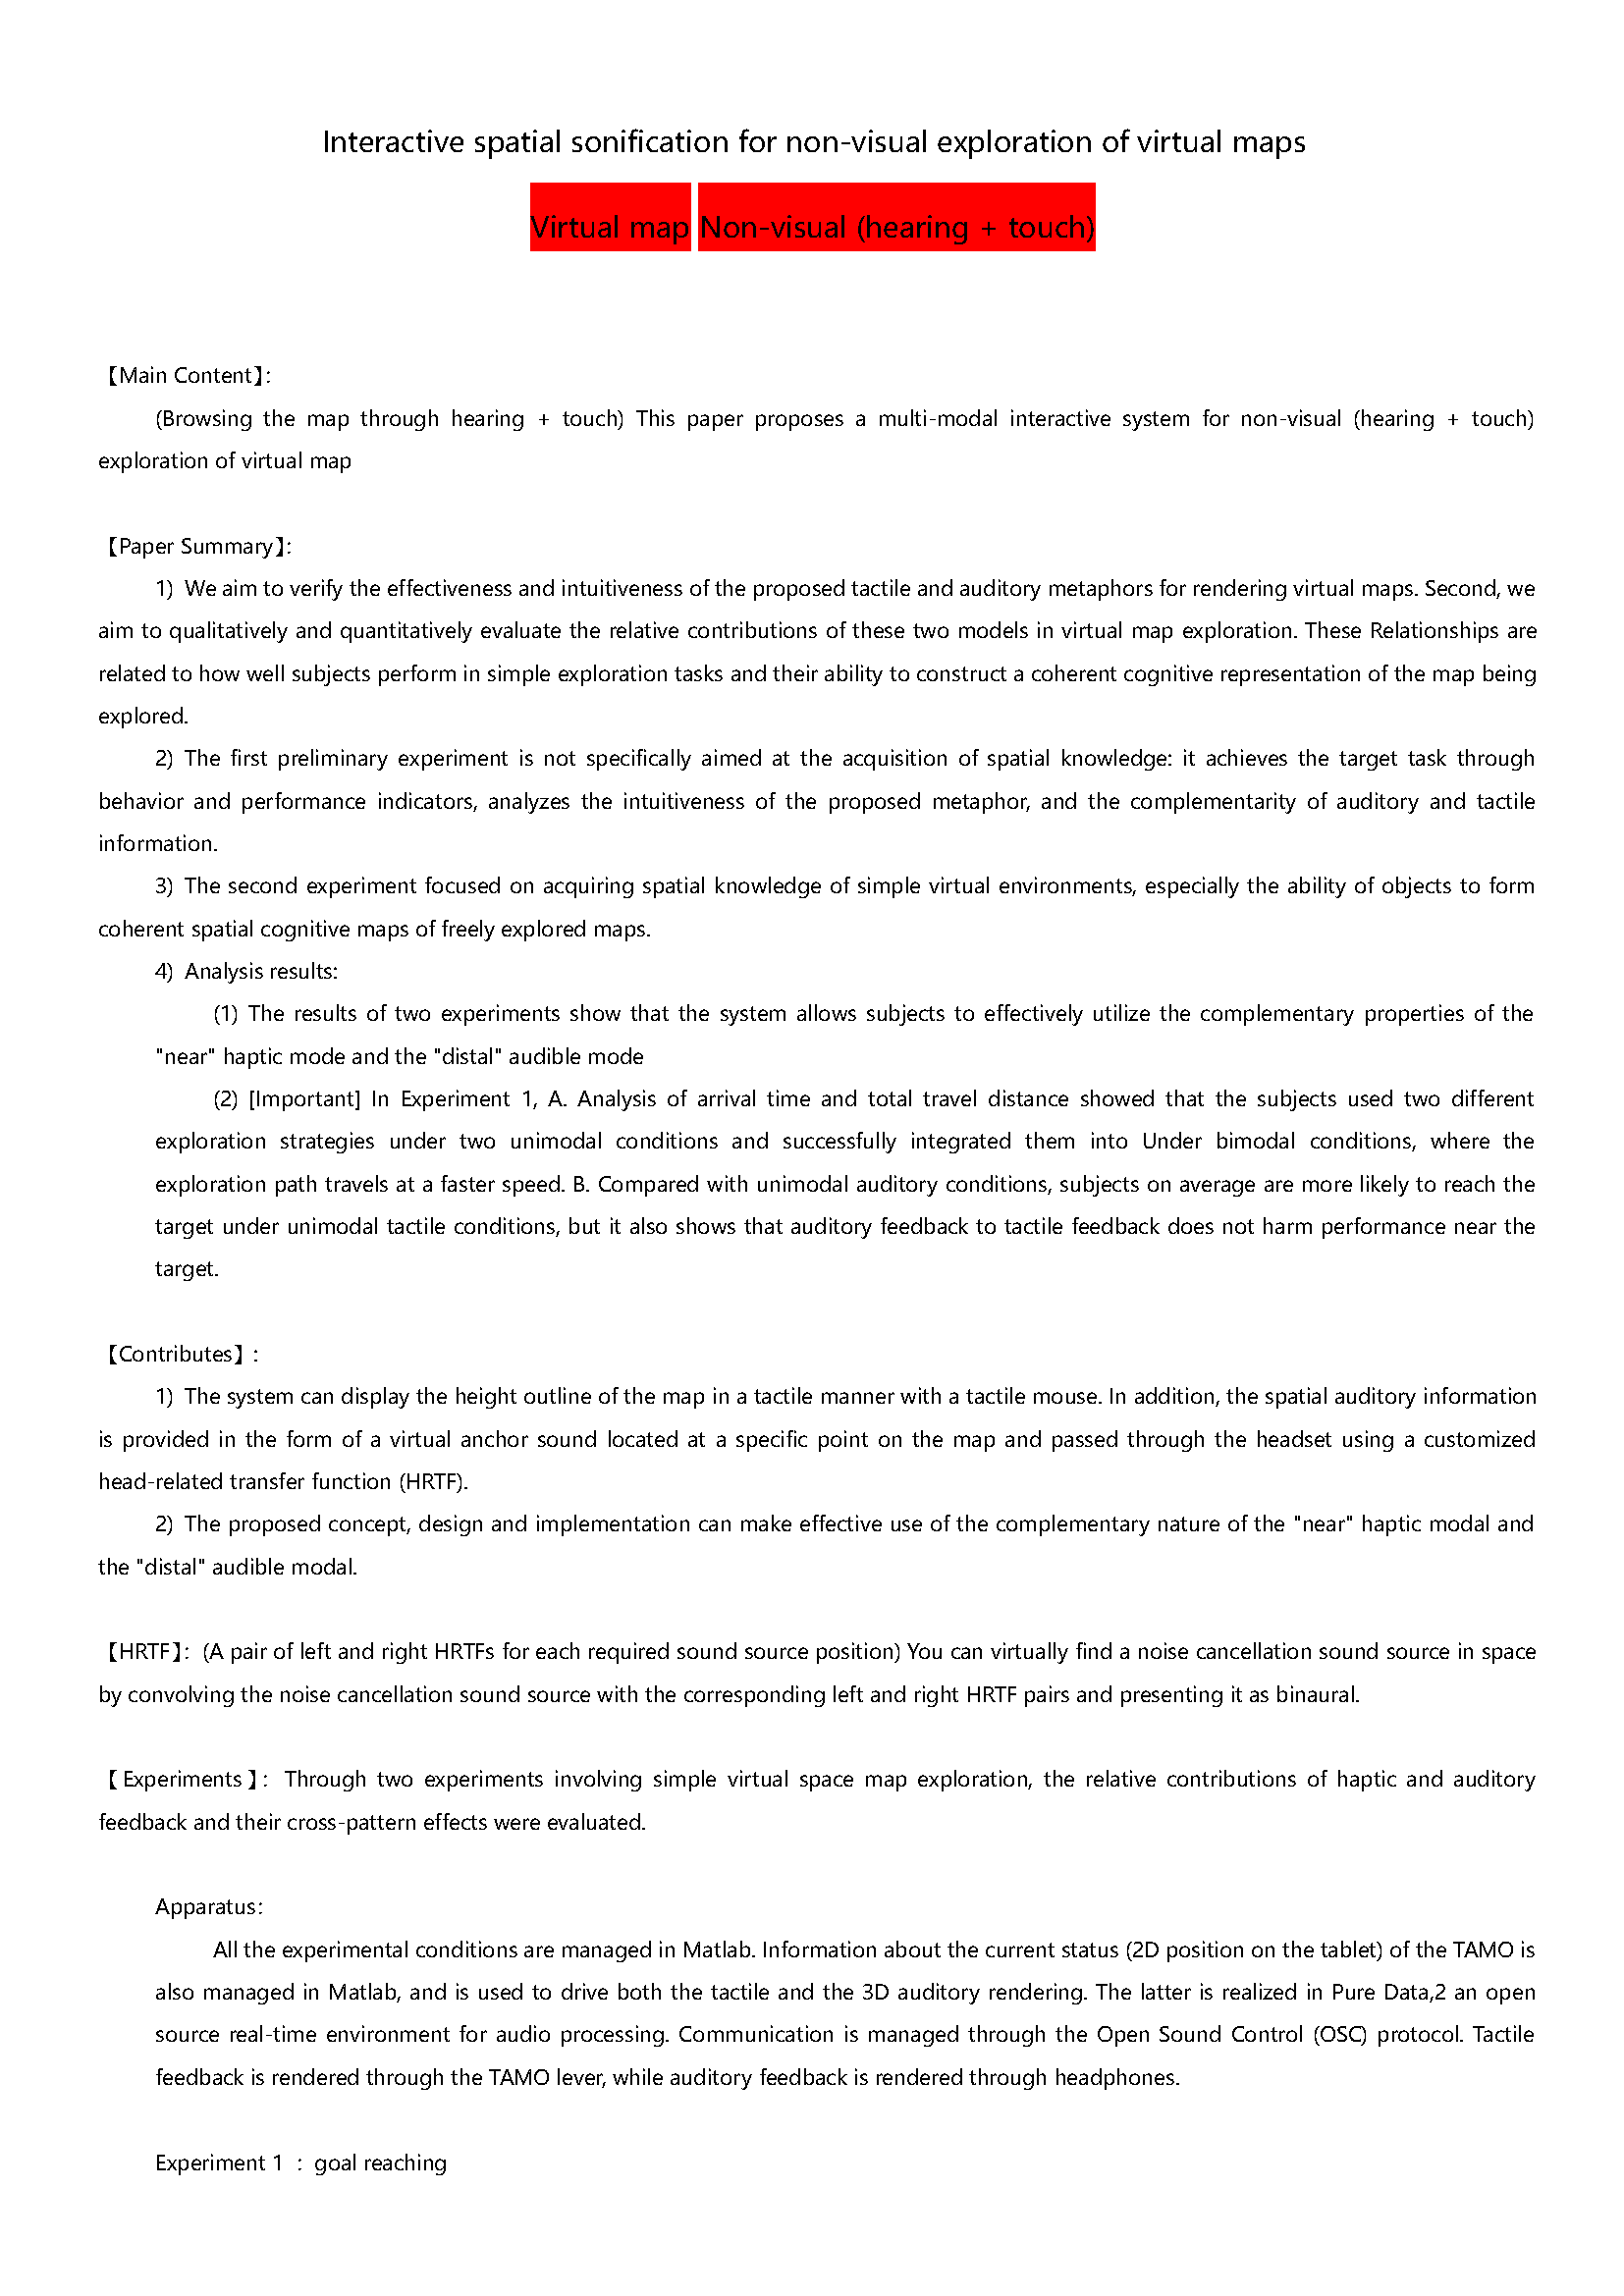 Interactive spatial sonification for non-visual exploration of virtual maps
Virtual map Non-visual (hearing + touch)
【Main Content】:
(Browsing the map through hearing + touch) This paper proposes a multi-modal interactive system for non-visual (hearing + touch)
exploration of virtual map
【Paper Summary】:
1) We aim to verify the effectiveness and intuitiveness of the proposed tactile and auditory metaphors for rendering virtual maps. Second, we
aim to qualitatively and quantitatively evaluate the relative contributions of these two models in virtual map exploration. These Relationships are
related to how well subjects perform in simple exploration tasks and their ability to construct a coherent cognitive representation of the map being
explored.
2) The first preliminary experiment is not specifically aimed at the acquisition of spatial knowledge: it achieves the target task through
behavior and performance indicators, analyzes the intuitiveness of the proposed metaphor, and the complementarity of auditory and tactile
information.
3) The second experiment focused on acquiring spatial knowledge of simple virtual environments, especially the ability of objects to form
coherent spatial cognitive maps of freely explored maps.
4) Analysis results:
(1) The results of two experiments show that the system allows subjects to effectively utilize the complementary properties of the
"near" haptic mode and the "distal" audible mode
(2) [Important] In Experiment 1, A. Analysis of arrival time and total travel distance showed that the subjects used two different
exploration strategies under two unimodal conditions and successfully integrated them into Under bimodal conditions, where the
exploration path travels at a faster speed. B. Compared with unimodal auditory conditions, subjects on average are more likely to reach the
target under unimodal tactile conditions, but it also shows that auditory feedback to tactile feedback does not harm performance near the
target.
【Contributes】:
1) The system can display the height outline of the map in a tactile manner with a tactile mouse. In addition, the spatial auditory information
is provided in the form of a virtual anchor sound located at a specific point on the map and passed through the headset using a customized
head-related transfer function (HRTF).
2) The proposed concept, design and implementation can make effective use of the complementary nature of the "near" haptic modal and
the "distal" audible modal.
【HRTF】: (A pair of left and right HRTFs for each required sound source position) You can virtually find a noise cancellation sound source in space
by convolving the noise cancellation sound source with the corresponding left and right HRTF pairs and presenting it as binaural.
【Experiments】: Through two experiments involving simple virtual space map exploration, the relative contributions of haptic and auditory
feedback and their cross-pattern effects were evaluated.
Apparatus:
All the experimental conditions are managed in Matlab. Information about the current status (2D position on the tablet) of the TAMO is
also managed in Matlab, and is used to drive both the tactile and the 3D auditory rendering. The latter is realized in Pure Data,2 an open
source real-time environment for audio processing. Communication is managed through the Open Sound Control (OSC) protocol. Tactile
feedback is rendered through the TAMO lever, while auditory feedback is rendered through headphones.
Experiment 1 : goal reaching